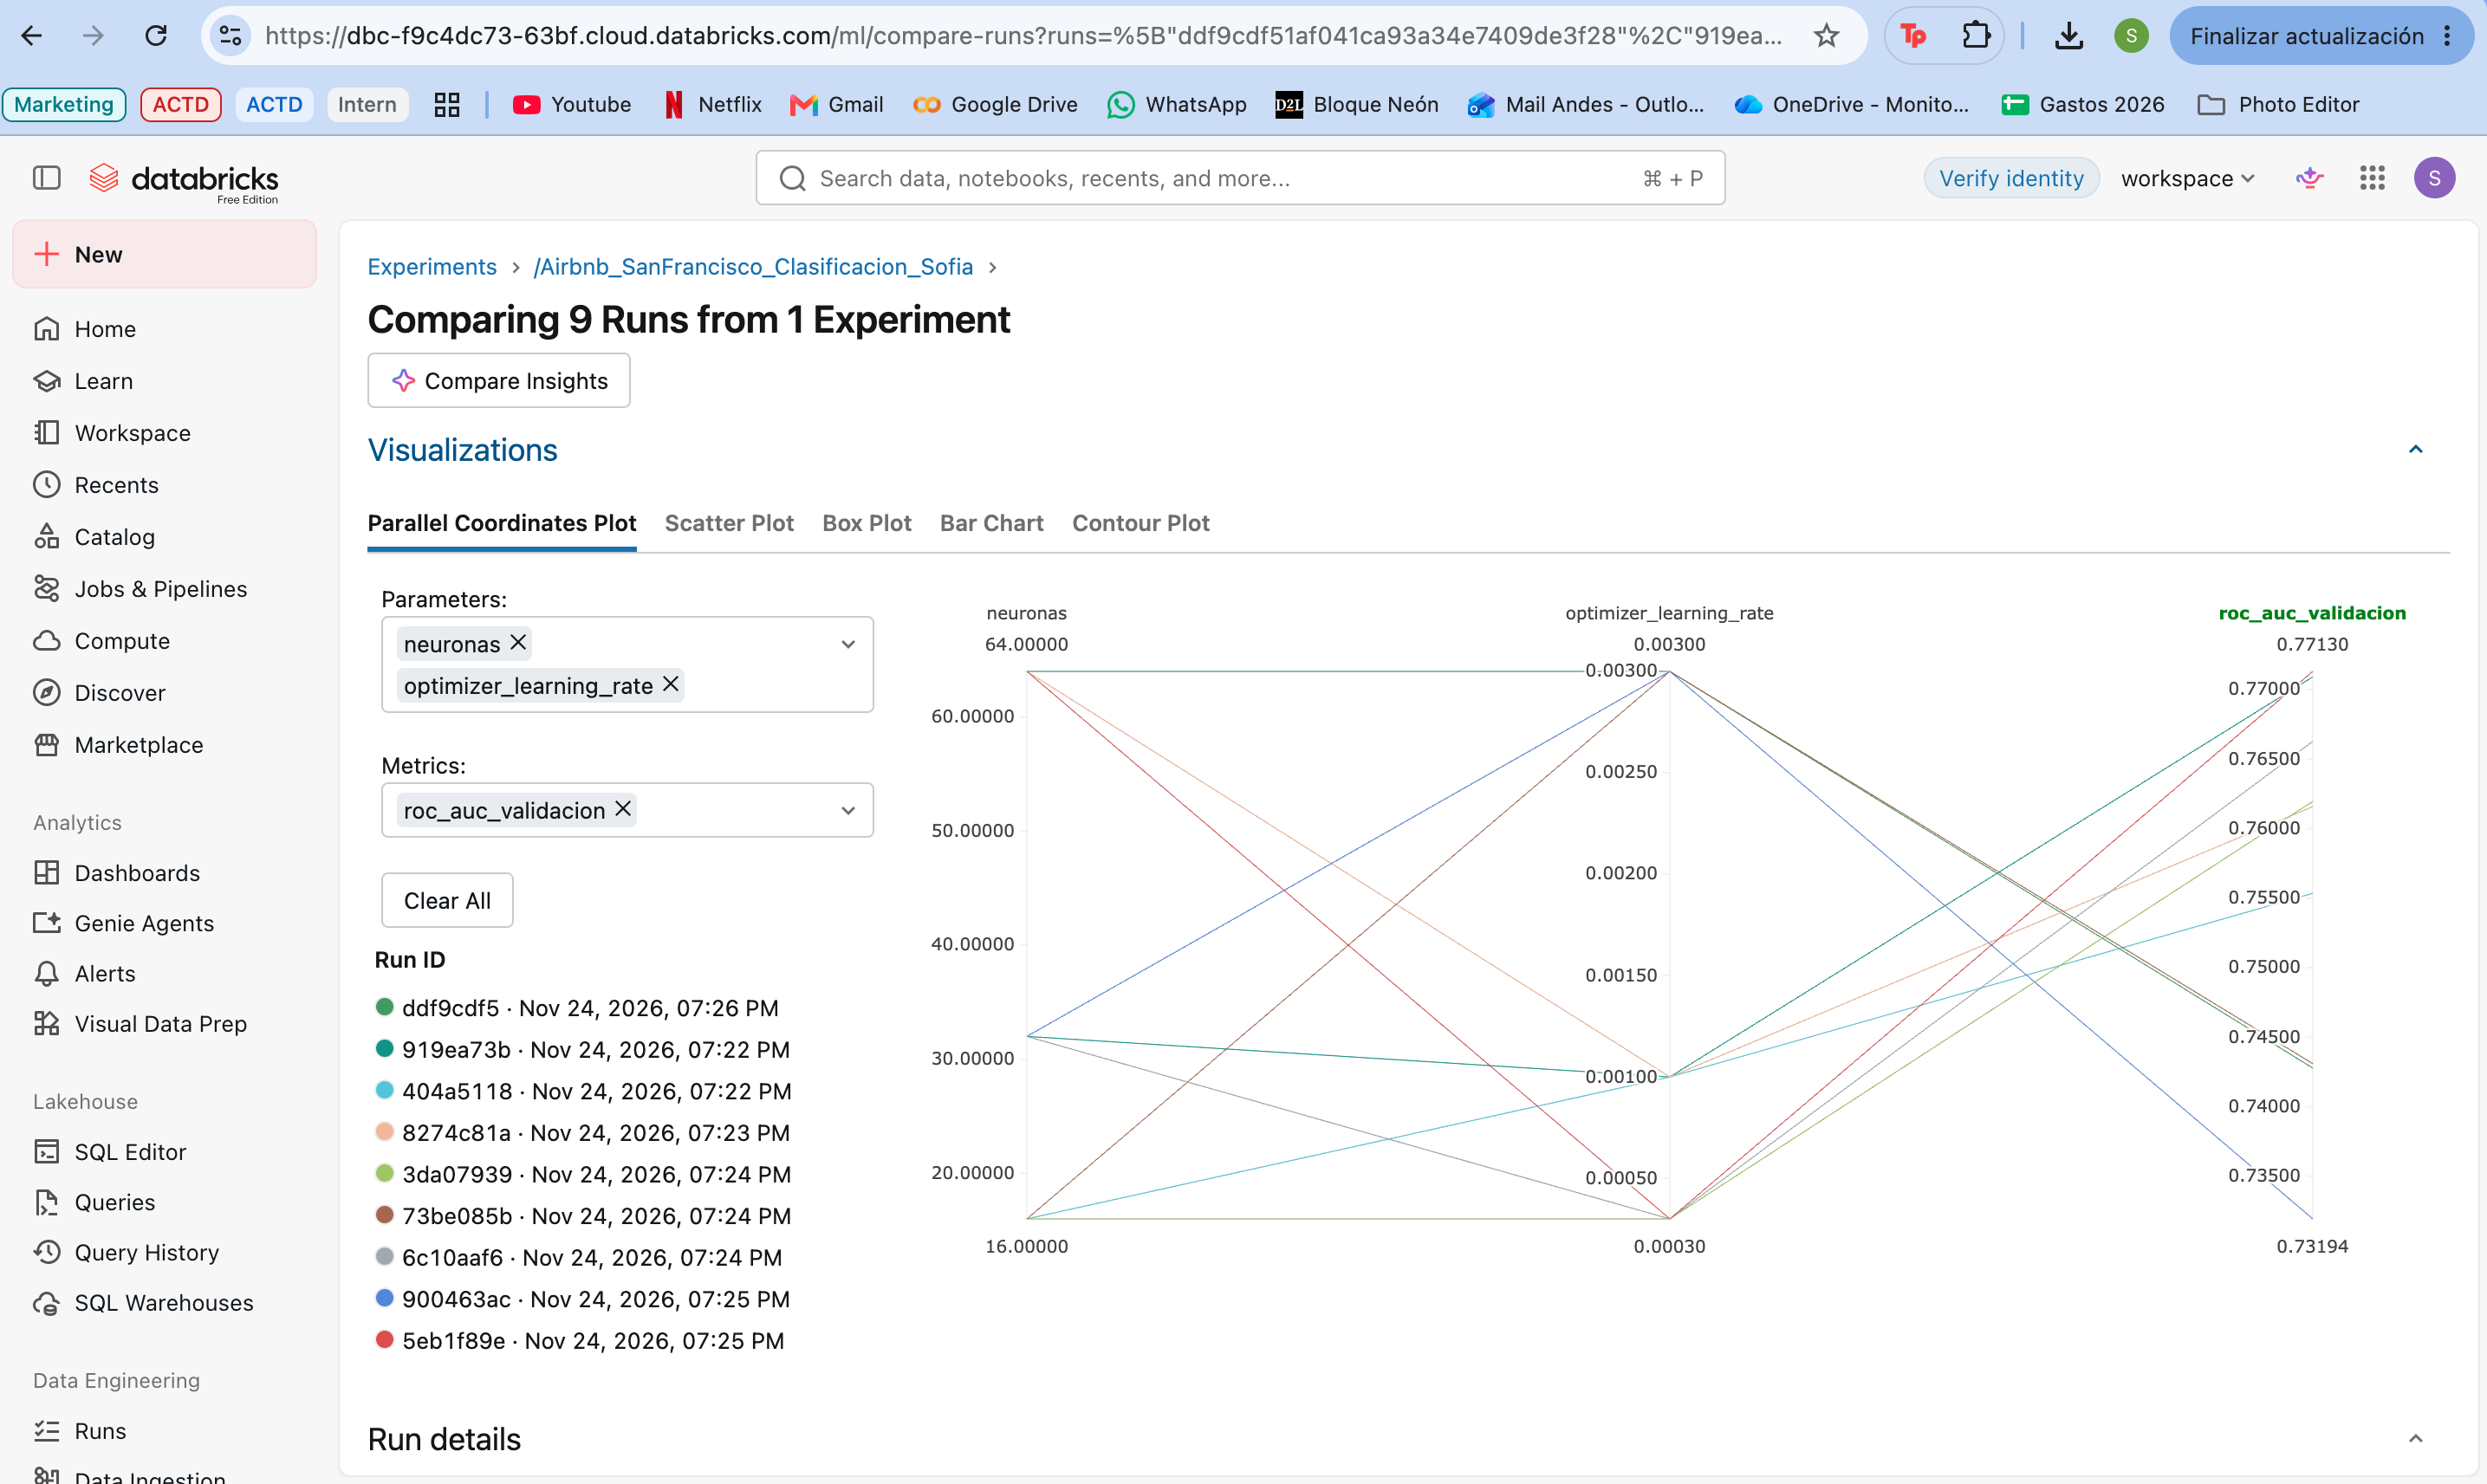 https://dbc-f9c4dc73-63bf.cloud.databricks.com/ml/compare-runs?runs=%5B"ddf9cdf51af041ca93a34e7409de3f28"%2C"919ea...
Tp
S
Finalizar actualización
Marketing
ACTD
ACTD
Intern
Youtube
Netflix
Gmail
Google Drive
WhatsApp
D2L
Bloque Neón
Mail Andes - Outlo...
OneDrive - Monito...
Gastos 2026
Photo Editor
databricks
Free Edition
Search data, notebooks, recents, and more...
⌘ + P
Verify identity
workspace
S
New
Home
Learn
Workspace
Recents
Catalog
Jobs & Pipelines
Compute
Discover
Marketplace
Analytics
Dashboards
Genie Agents
Alerts
Visual Data Prep
Lakehouse
SQL Editor
Queries
Query History
SQL Warehouses
Data Engineering
Runs
Data Ingestion
Experiments > /Airbnb_SanFrancisco_Clasificacion_Sofia >
Comparing 9 Runs from 1 Experiment
Compare Insights
Visualizations
Parallel Coordinates Plot
Scatter Plot
Box Plot
Bar Chart
Contour Plot
Parameters:
neuronas
optimizer_learning_rate
Metrics:
roc_auc_validacion
Clear All
Run ID
ddf9cdf5 · Nov 24, 2026, 07:26 PM
919ea73b · Nov 24, 2026, 07:22 PM
404a5118 · Nov 24, 2026, 07:22 PM
8274c81a · Nov 24, 2026, 07:23 PM
3da07939 · Nov 24, 2026, 07:24 PM
73be085b · Nov 24, 2026, 07:24 PM
6c10aaf6 · Nov 24, 2026, 07:24 PM
900463ac · Nov 24, 2026, 07:25 PM
5eb1f89e · Nov 24, 2026, 07:25 PM
neuronas
64.00000
60.00000
50.00000
40.00000
30.00000
20.00000
16.00000
optimizer_learning_rate
0.00300
0.00300
0.00250
0.00200
0.00150
0.00100
0.00050
0.00030
roc_auc_validacion
0.77130
0.77000
0.76500
0.76000
0.75500
0.75000
0.74500
0.74000
0.73500
0.73194
Run details